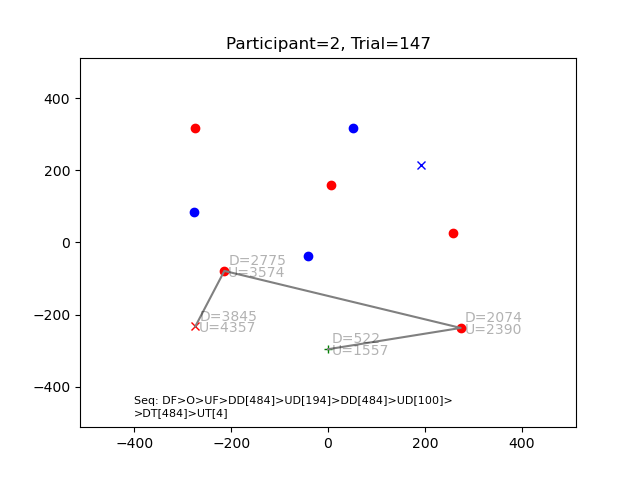 Participant=2, Trial=147
400
200
0
−200
−400
D=2775
U=3574
D=3845
U=4357
D=2074
U=2390
D=522
U=1557
Seq: DF>O>UF>DD[484]>UD[194]>DD[484]>UD[100]>
>DT[484]>UT[4]
−400
−200
0
200
400